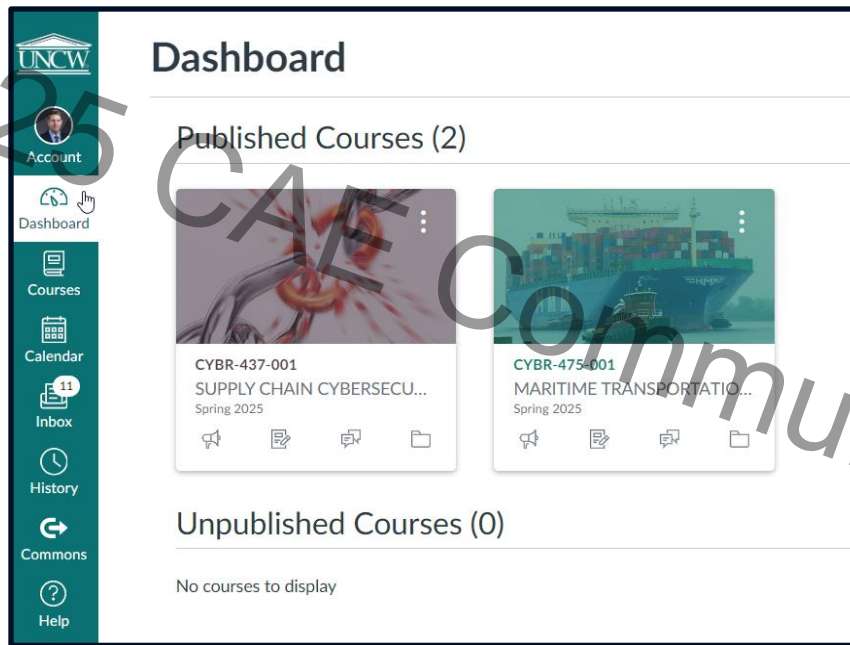 UNCW
Account
Dashboard
Courses
Calendar
11
Inbox
History
Commons
Help
Dashboard
Published Courses (2)
CYBR-437-001
SUPPLY CHAIN CYBERSECU...
Spring 2025
CYBR-475-001
MARITIME TRANSPORTATIO...
Spring 2025
Unpublished Courses (0)
No courses to display
25 CAE Commu